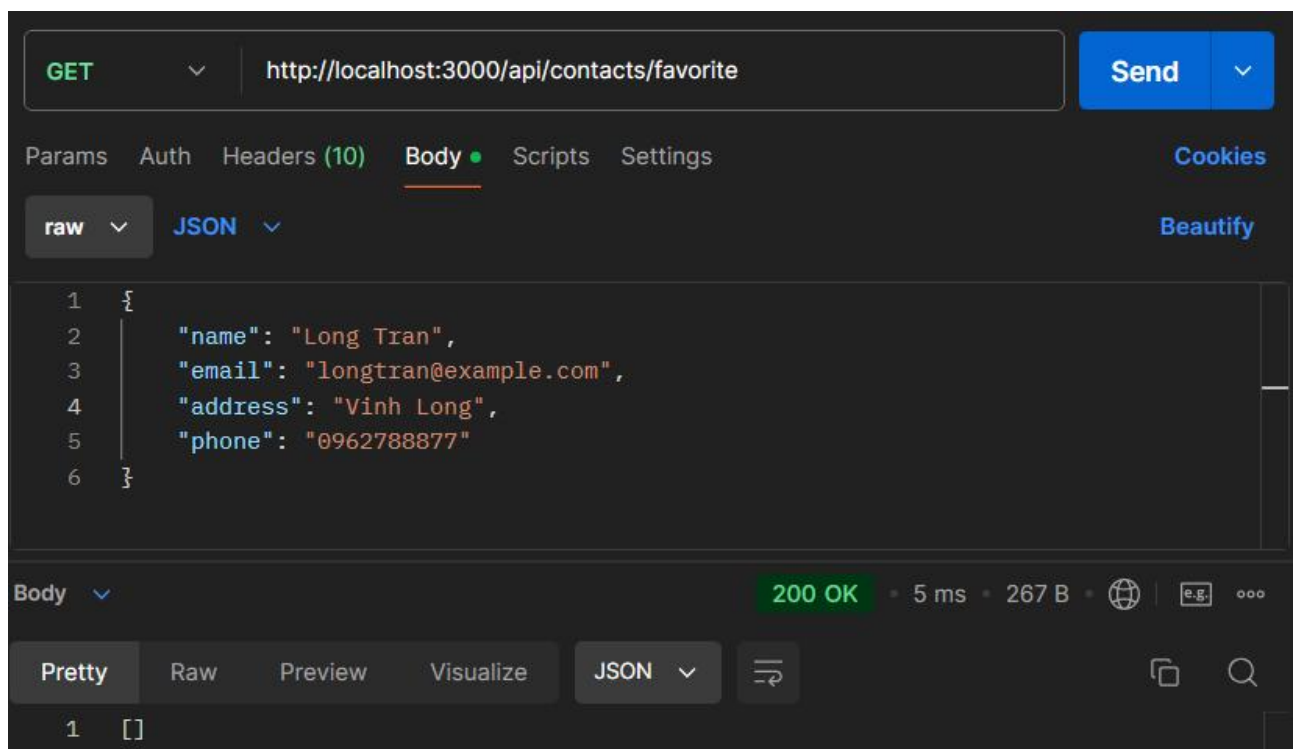 GET http://localhost:3000/api/contacts/favorite Send
Params Auth Headers (10) Body Scripts Settings Cookies
raw JSON Beautify
1 {
2 "name": "Long Tran",
3 "email": "longtran@example.com",
4 "address": "Vinh Long",
5 "phone": "0962788877"
6 }
Body 200 OK 5 ms 267 B e.g.
Pretty Raw Preview Visualize JSON
1 []